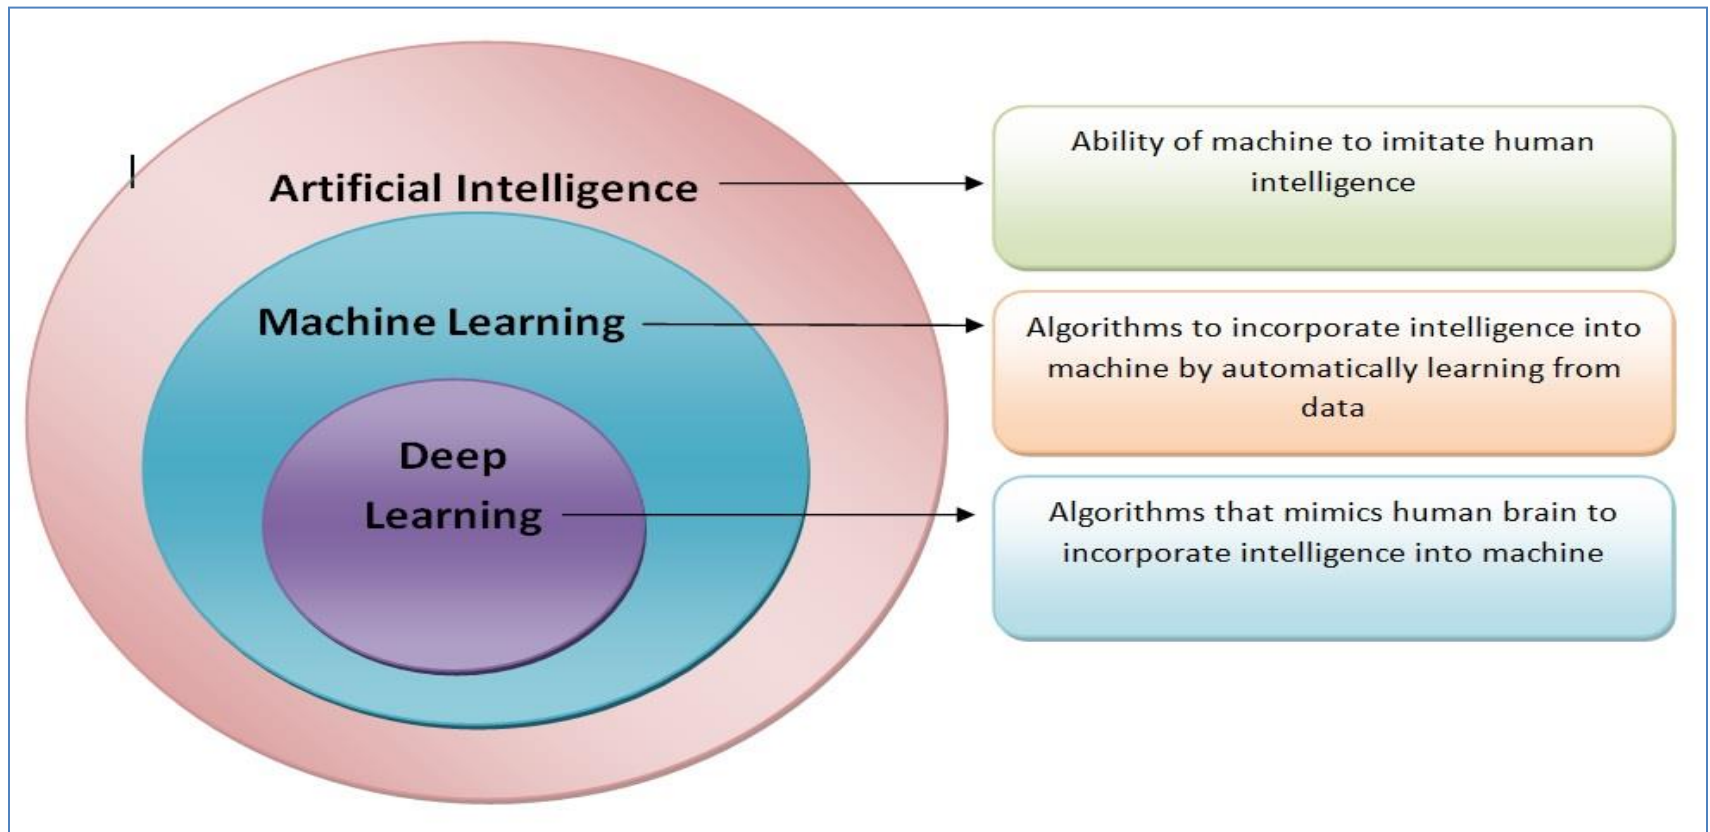 Artificial Intelligence
Ability of machine to imitate human
intelligence
Machine Learning
Algorithms to incorporate intelligence into
machine by automatically learning from
data
Deep
Learning
Algorithms that mimics human brain to
incorporate intelligence into machine